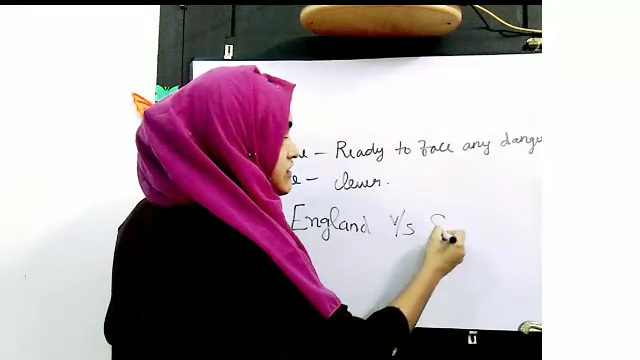 – Ready to face any dange
– clever.
England V/s S